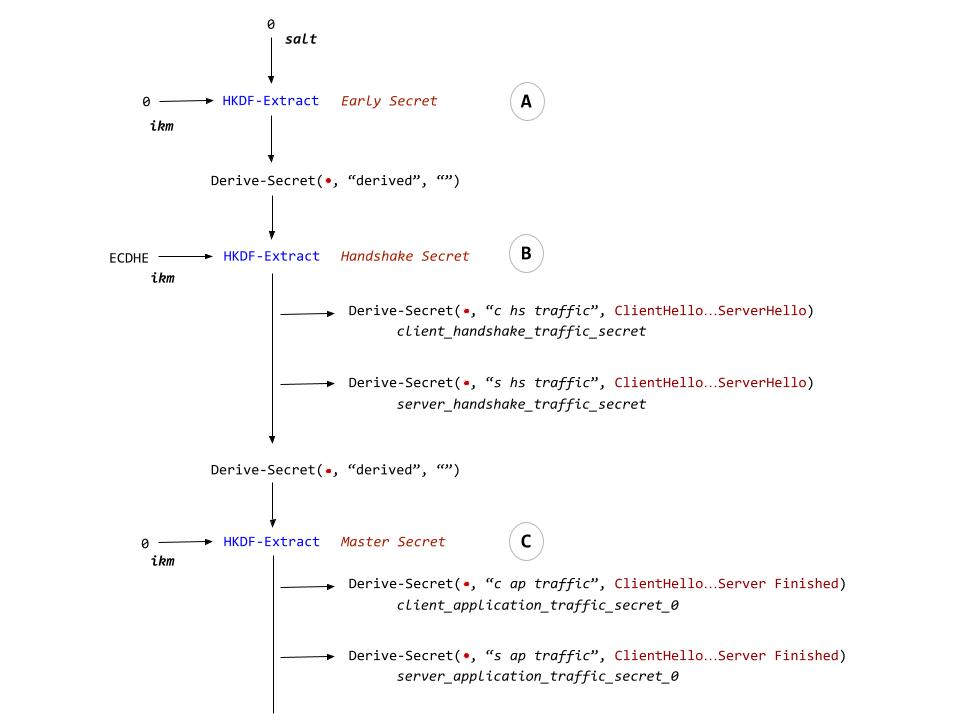 0
salt
0 HKDF-Extract Early Secret A
ikm
Derive-Secret(•, “derived”, “”)
ECDHE HKDF-Extract Handshake Secret B
ikm
Derive-Secret(•, “c hs traffic”, ClientHello...ServerHello)
client_handshake_traffic_secret
Derive-Secret(•, “s hs traffic”, ClientHello...ServerHello)
server_handshake_traffic_secret
Derive-Secret(•, “derived”, “”)
0 HKDF-Extract Master Secret C
ikm
Derive-Secret(•, “c ap traffic”, ClientHello...Server Finished)
client_application_traffic_secret_0
Derive-Secret(•, “s ap traffic”, ClientHello...Server Finished)
server_application_traffic_secret_0